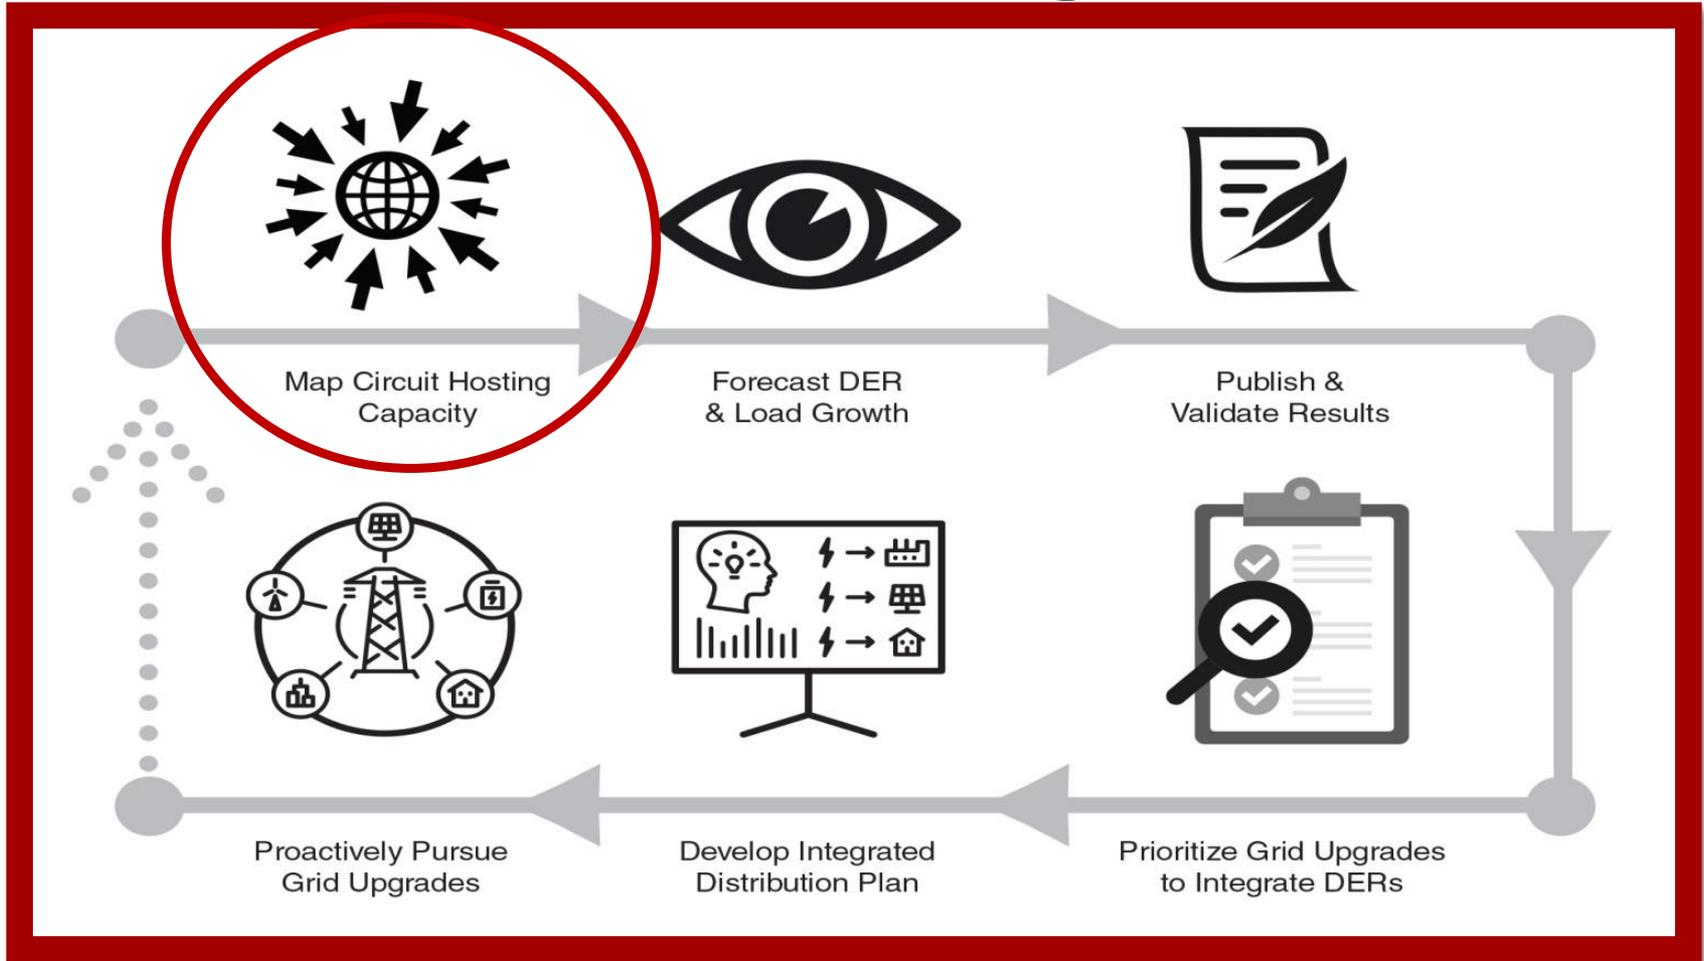 Map Circuit Hosting
Capacity
Forecast DER
& Load Growth
Publish &
Validate Results
Proactively Pursue
Grid Upgrades
Develop Integrated
Distribution Plan
Prioritize Grid Upgrades
to Integrate DERs